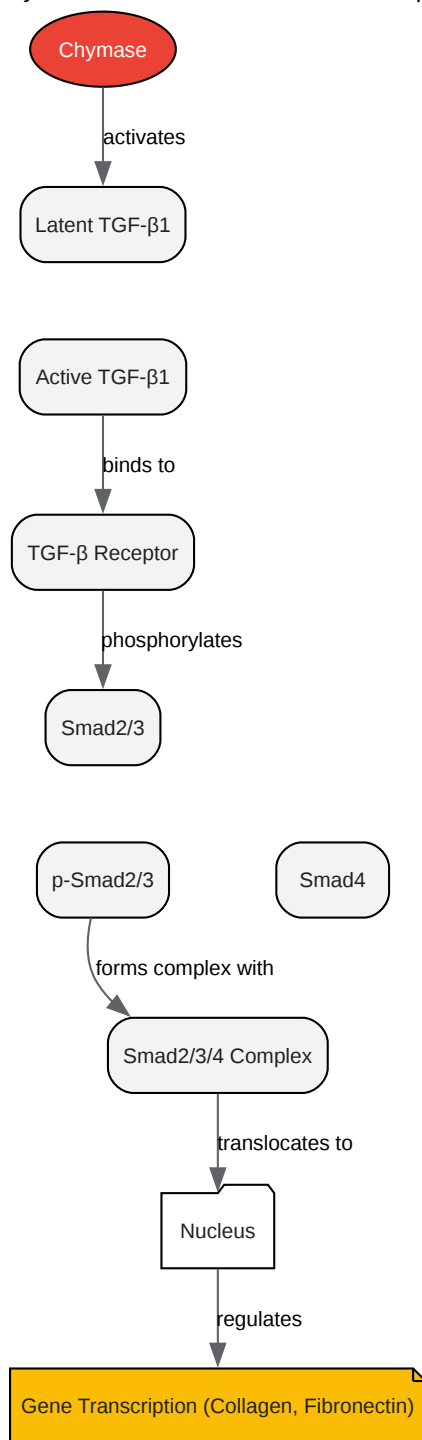 Chymase
activates
Latent TGF-β1
Active TGF-β1
binds to
TGF-β Receptor
phosphorylates
Smad2/3
p-Smad2/3
Smad4
forms complex with
Smad2/3/4 Complex
translocates to
Nucleus
regulates
Gene Transcription (Collagen, Fibronectin)